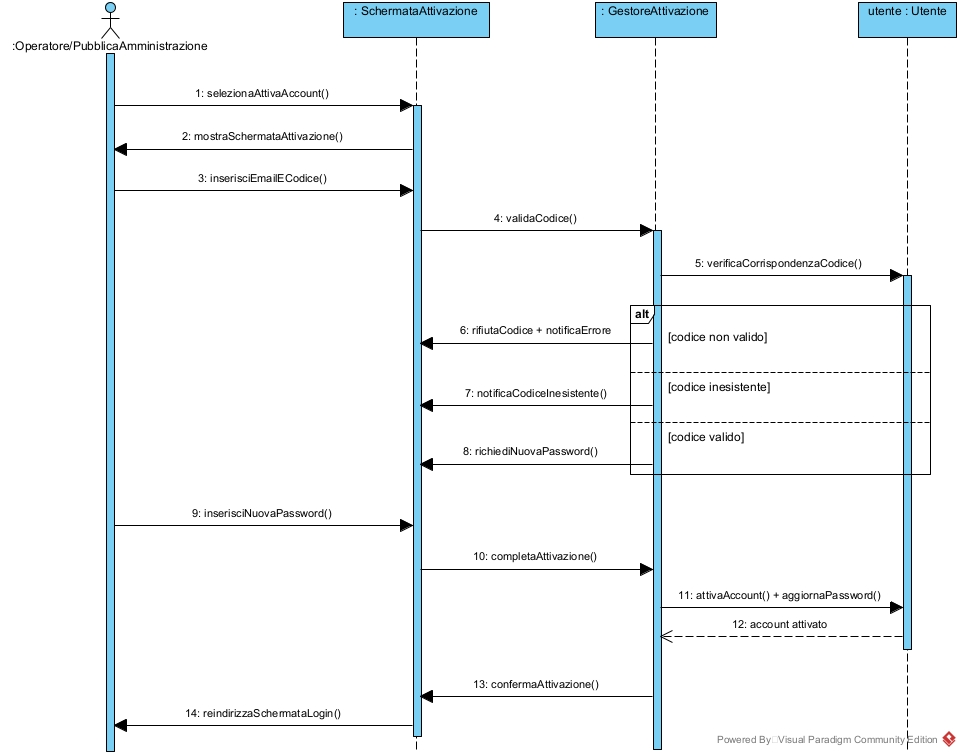 : SchermataAttivazione
: GestoreAttivazione
utente : Utente
:Operatore/PubblicaAmministrazione
1: selezionaAttivaAccount()
2: mostraSchermataAttivazione()
3: inserisciEmailECodice()
4: validaCodice()
5: verificaCorrispondenzaCodice()
alt
6: rifiutaCodice + notificaErrore
[codice non valido]
[codice inesistente]
7: notificaCodiceInesistente()
[codice valido]
8: richiediNuovaPassword()
9: inserisciNuovaPassword()
10: completaAttivazione()
11: attivaAccount() + aggiornaPassword()
12: account attivato
13: confermaAttivazione()
14: reindirizzaSchermataLogin()
Powered By Visual Paradigm Community Edition